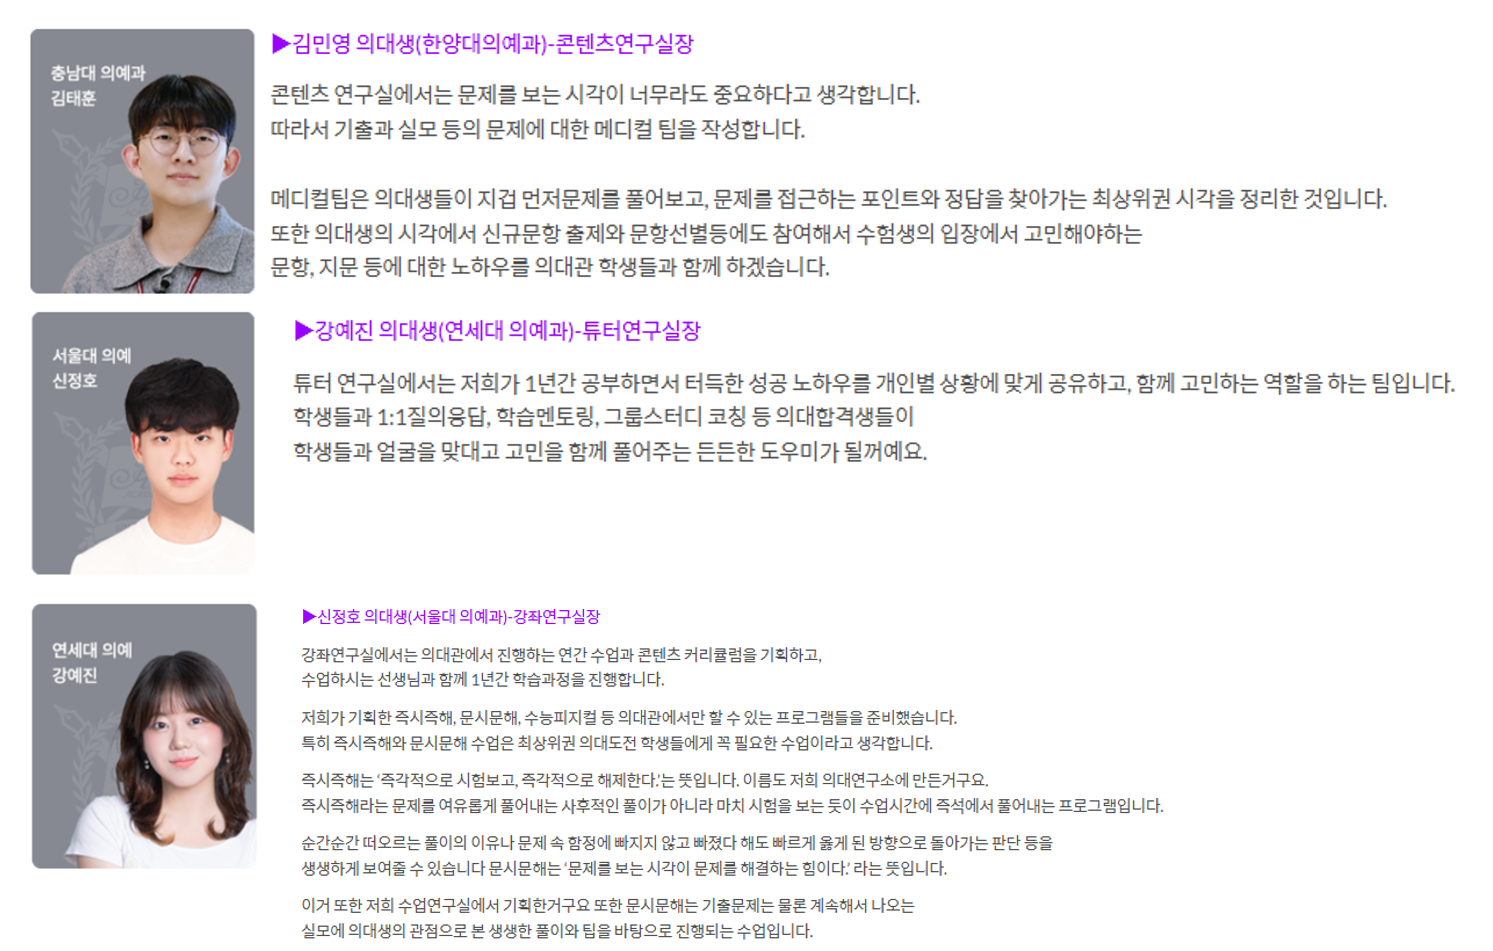 충남대 의예과
김태훈
▶김민영 의대생(한양대의예과)-콘텐츠연구실장
콘텐츠 연구실에서는 문제를 보는 시각이 너무라도 중요하다고 생각합니다.
따라서 기출과 실모 등의 문제에 대한 메디컬 팁을 작성합니다.
메디컬팁은 의대생들이 지겁 먼저문제를 풀어보고, 문제를 접근하는 포인트와 정답을 찾아가는 최상위권 시각을 정리한 것입니다.
또한 의대생의 시각에서 신규문항 출제와 문항선별등에도 참여해서 수험생의 입장에서 고민해야하는
문항, 지문 등에 대한 노하우를 의대관 학생들과 함께 하겠습니다.
서울대 의예
신정호
▶강예진 의대생(연세대 의예과)-튜터연구실장
튜터 연구실에서는 저희가 1년간 공부하면서 터득한 성공 노하우를 개인별 상황에 맞게 공유하고, 함께 고민하는 역할을 하는 팀입니다.
학생들과 1:1질의응답, 학습멘토링, 그룹스터디 코칭 등 의대합격생들이
학생들과 얼굴을 맞대고 고민을 함께 풀어주는 든든한 도우미가 될꺼예요.
연세대 의예
강예진
▶신정호 의대생(서울대 의예과)-강좌연구실장
강좌연구실에서는 의대관에서 진행하는 연간 수업과 콘텐츠 커리큘럼을 기획하고,
수업하시는 선생님과 함께 1년간 학습과정을 진행합니다.
저희가 기획한 즉시즉해, 문시문해, 수능피지컬 등 의대관에서만 할 수 있는 프로그램들을 준비했습니다.
특히 즉시즉해와 문시문해 수업은 최상위권 의대도전 학생들에게 꼭 필요한 수업이라고 생각합니다.
즉시즉해는 ‘즉각적으로 시험보고, 즉각적으로 해제한다.’는 뜻입니다. 이름도 저희 의대연구소에 만든거구요.
즉시즉해라는 문제를 여유롭게 풀어내는 사후적인 풀이가 아니라 마치 시험을 보는 듯이 수업시간에 즉석에서 풀어내는 프로그램입니다.
순간순간 떠오르는 풀이의 이유나 문제 속 함정에 빠지지 않고 빠졌다 해도 빠르게 옳게 된 방향으로 돌아가는 판단 등을
생생하게 보여줄 수 있습니다 문시문해는 ‘문제를 보는 시각이 문제를 해결하는 힘이다.’ 라는 뜻입니다.
이거 또한 저희 수업연구실에서 기획한거구요 또한 문시문해는 기출문제는 물론 계속해서 나오는
실모에 의대생의 관점으로 본 생생한 풀이와 팁을 바탕으로 진행되는 수업입니다.